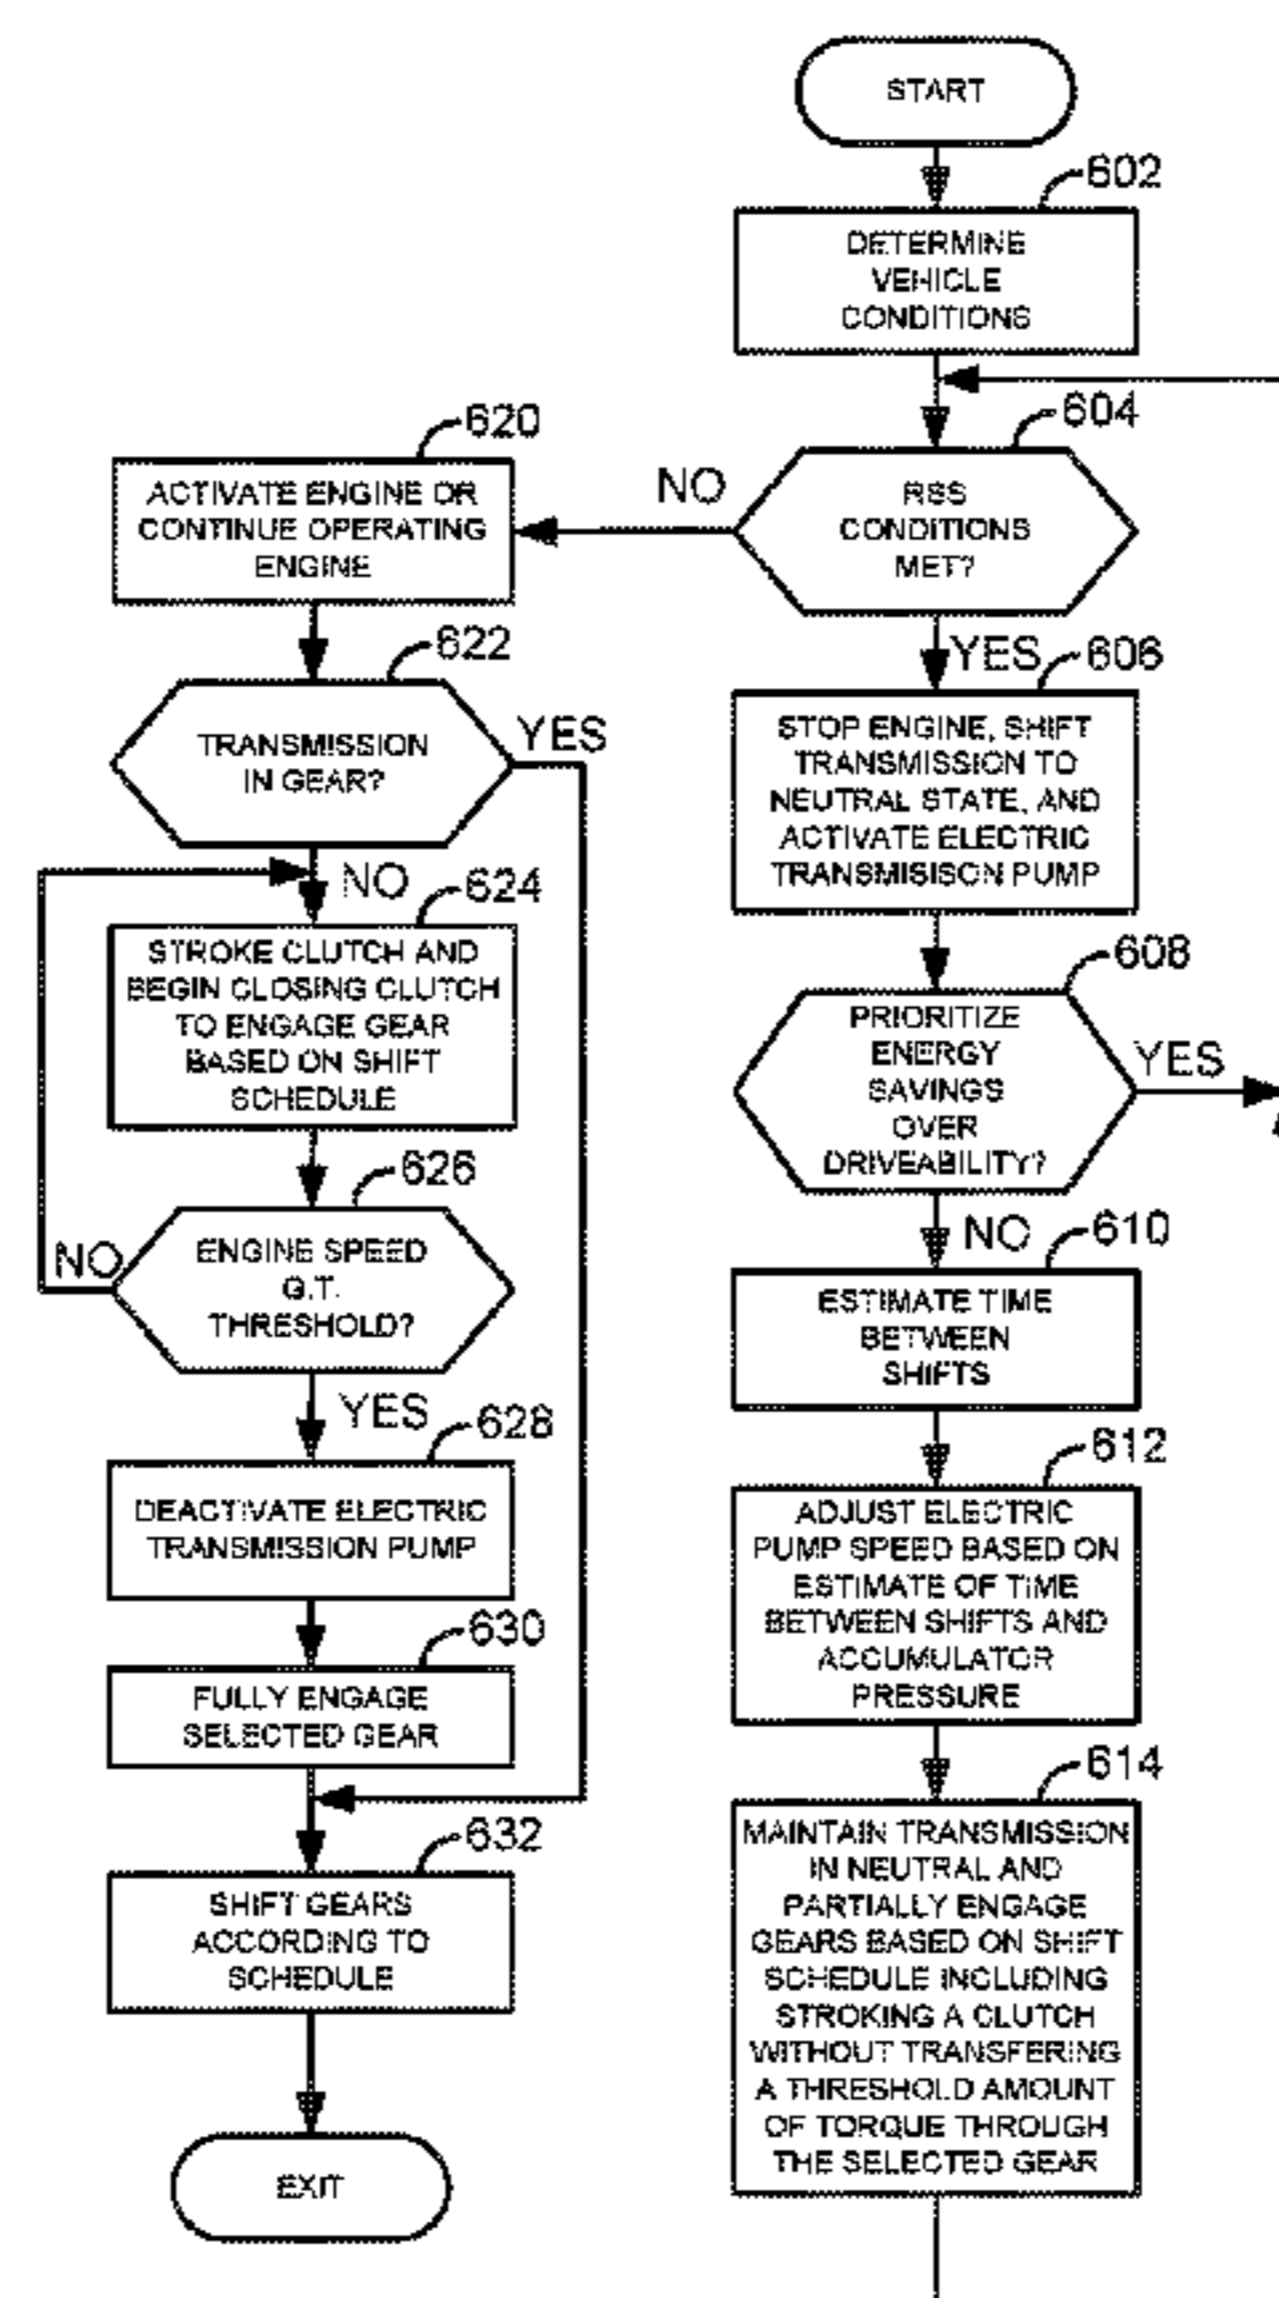 START
602
DETERMINE
VEHICLE
CONDITIONS
604
RSS
CONDITIONS
MET?
NO
YES
606
STOP ENGINE, SHIFT
TRANSMISSION TO
NEUTRAL STATE, AND
ACTIVATE ELECTRIC
TRANSMISISON PUMP
608
PRIORITIZE
ENERGY
SAVINGS
OVER
DRIVEABILITY?
YES
NO
610
ESTIMATE TIME
BETWEEN
SHIFTS
612
ADJUST ELECTRIC
PUMP SPEED BASED ON
ESTIMATE OF TIME
BETWEEN SHIFTS AND
ACCUMULATOR
PRESSURE
614
MAINTAIN TRANSMISSION
IN NEUTRAL AND
PARTIALLY ENGAGE
GEARS BASED ON SHIFT
SCHEDULE INCLUDING
STROKING A CLUTCH
WITHOUT TRANSFERING
A THRESHOLD AMOUNT
OF TORQUE THROUGH
THE SELECTED GEAR
620
ACTIVATE ENGINE OR
CONTINUE OPERATING
ENGINE
622
TRANSMISSION
IN GEAR?
YES
NO
624
STROKE CLUTCH AND
BEGIN CLOSING CLUTCH
TO ENGAGE GEAR
BASED ON SHIFT
SCHEDULE
626
ENGINE SPEED
G.T.
THRESHOLD?
NO
YES
628
DEACTIVATE ELECTRIC
TRANSMISSION PUMP
630
FULLY ENGAGE
SELECTED GEAR
632
SHIFT GEARS
ACCORDING TO
SCHEDULE
EXIT